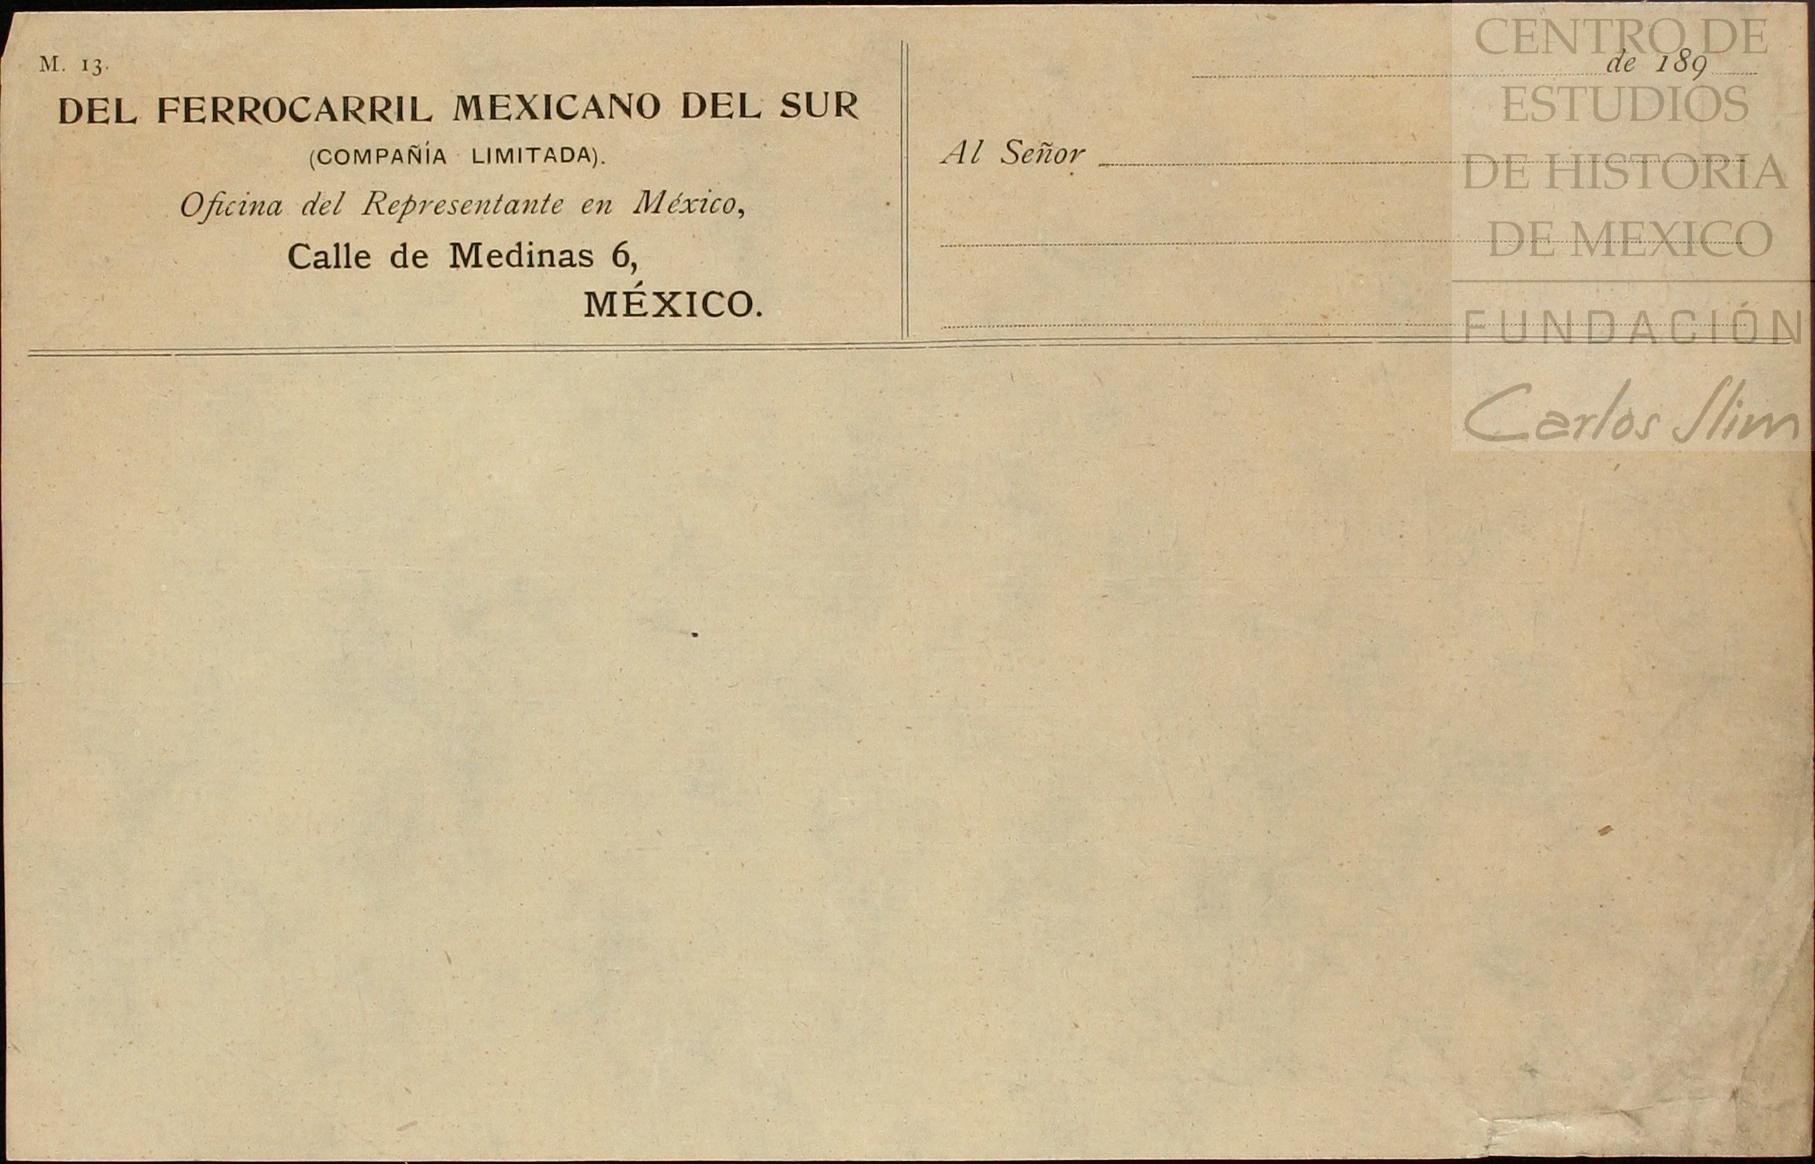 M. 13.
DEL FERROCARRIL MEXICANO DEL SUR
(COMPAÑÍA LIMITADA).
Oficina del Representante en México,
Calle de Medinas 6,
MÉXICO.
de 189
Al Señor
CENTRO DE
ESTUDIOS
DE HISTORIA
DE MEXICO
FUNDACIÓN
Carlos Slim